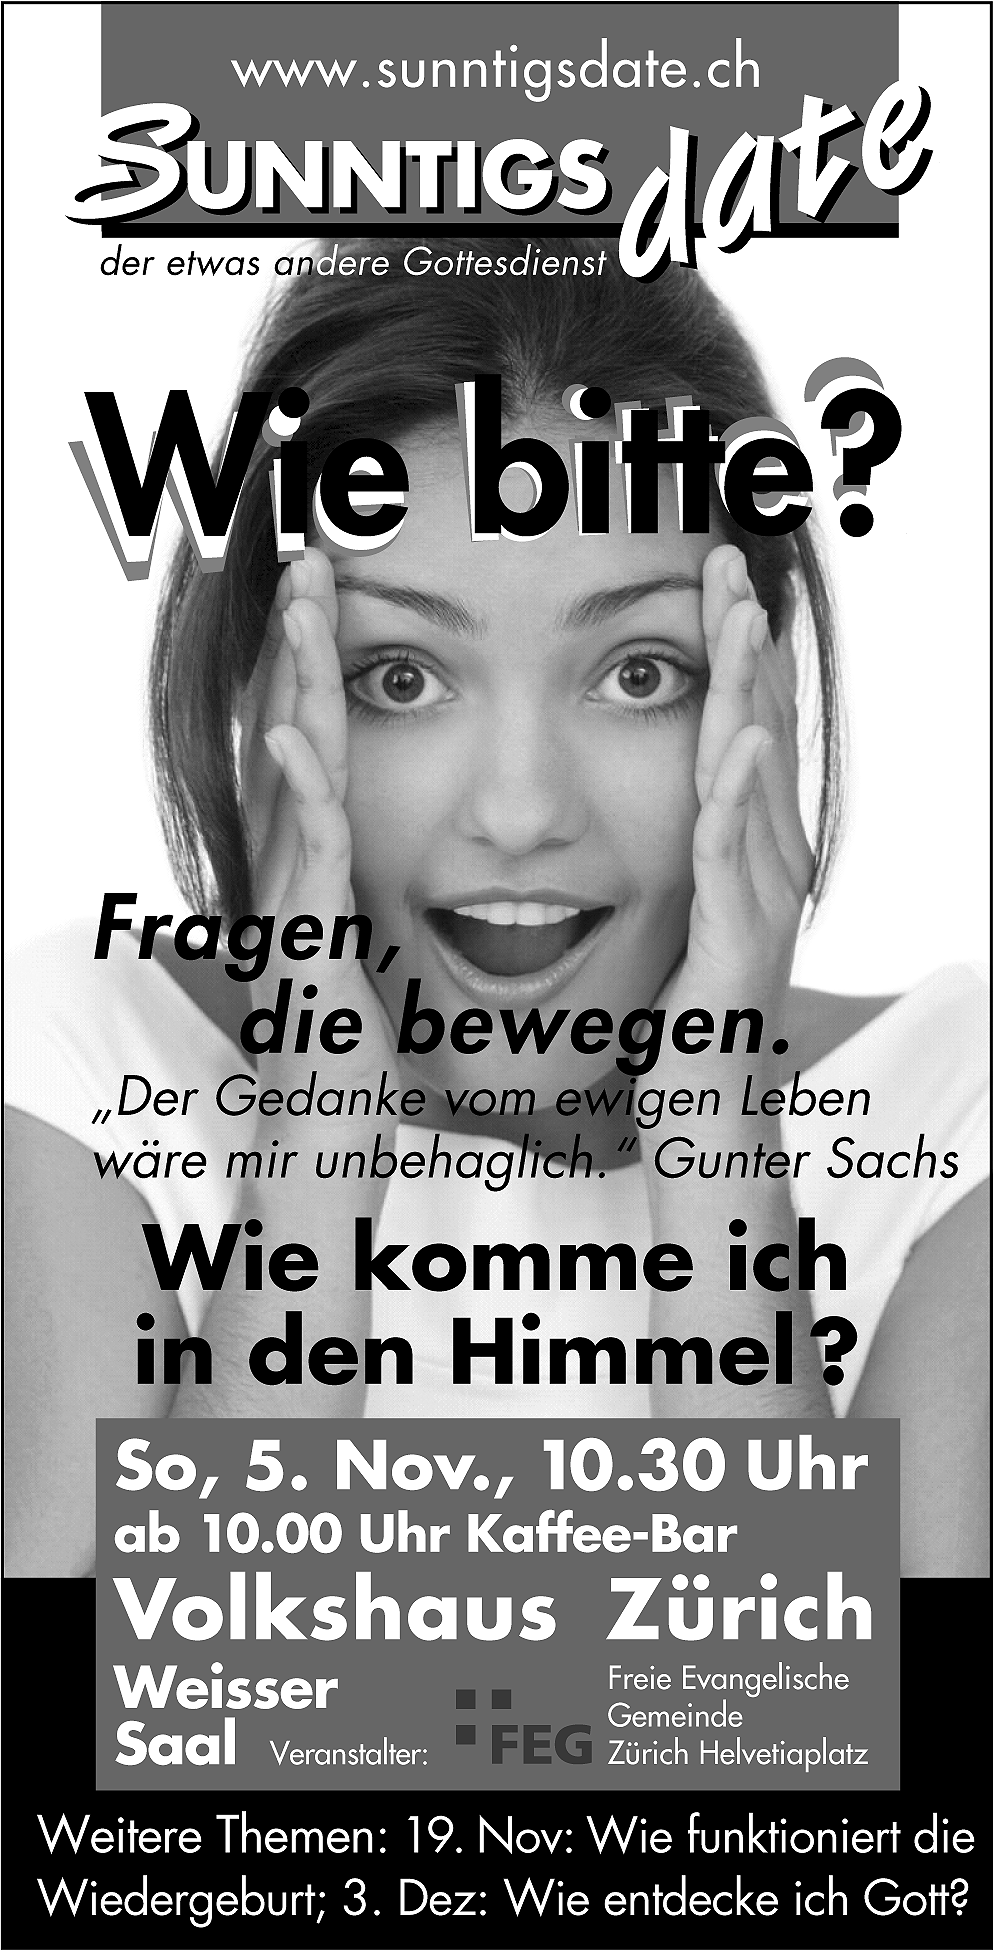 www.sunntigsdate.ch
SUNNTIGS date
der etwas andere Gottesdienst
Wie bitte?
Fragen,
die bewegen.
„Der Gedanke vom ewigen Leben
wäre mir unbehaglich.“ Gunter Sachs
Wie komme ich
in den Himmel?
So, 5. Nov., 10.30 Uhr
ab 10.00 Uhr Kaffee-Bar
Volkshaus Zürich
Weisser
Saal
Veranstalter:
FEG
Freie Evangelische
Gemeinde
Zürich Helvetiaplatz
Weitere Themen: 19. Nov: Wie funktioniert die
Wiedergeburt; 3. Dez: Wie entdecke ich Gott?